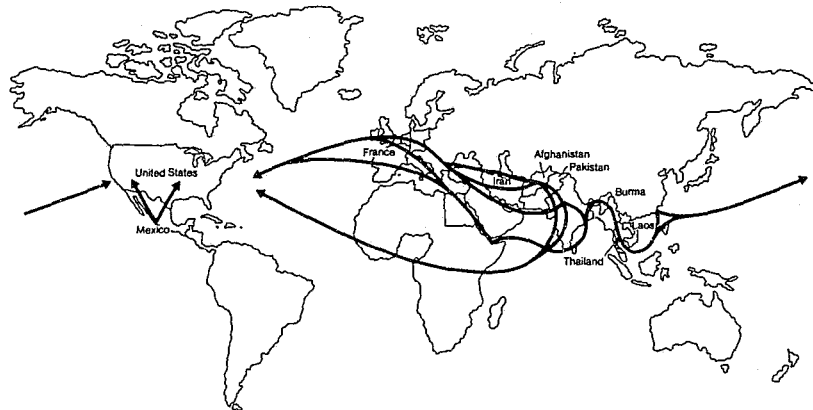 United States
Mexico
France
Iran
Afghanistan
Pakistan
Burma
Laos
Thailand